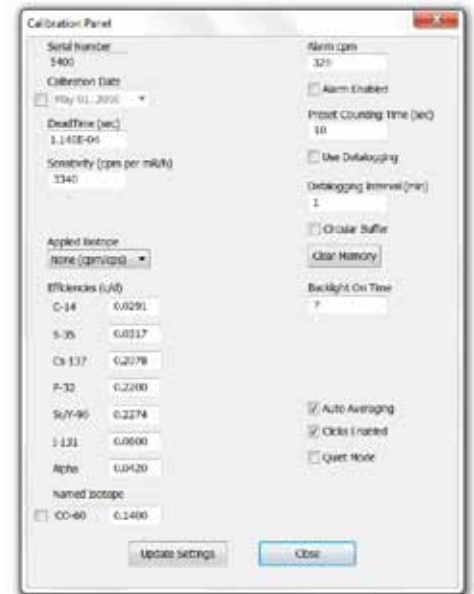 Calibration Panel
Serial Number
5400
Calibration Date
May 01,
DeadTime (sec)
1.140E-04
Sensitivity (cpm per mR/h)
3340
Applied Isotope
None (cpm/cps)
Efficiencies (c/d)
C-14 0.0291
S-35 0.0317
Cs-137 0.2078
P-32 0.2200
Sr/Y-90 0.2274
I-131
Alpha 0.0420
Named Isotope
CO-60 0.1400
Alarm cpm
325
Alarm Enabled
Preset Counting Time (sec)
10
Use Datalogging
Datalogging Interval (min)
1
Circular Buffer
Clear Memory
Backlight On Time
7
Auto Averaging
Clicks Enabled
Quiet Mode
Update Settings
Close